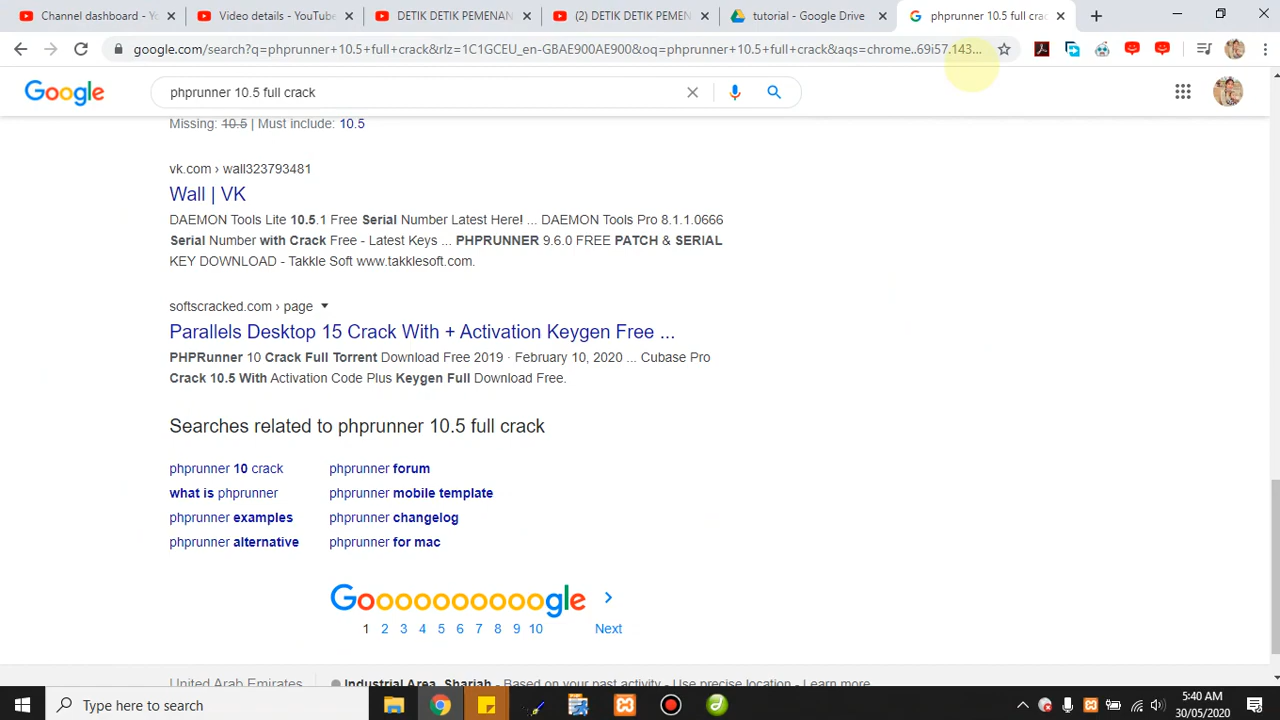 Channel dashboard - Yo
Video details - YouTube
DETIK DETIK PEMENAN
(2) DETIK DETIK PEMEN
tutorial - Google Drive
phprunner 10.5 full crac
google.com/search?q=phprunner+10.5+full+crack&rlz=1C1GCEU_en-GBAE900AE900&oq=phprunner+10.5+full+crack&aqs=chrome..69i57.143...
Google
phprunner 10.5 full crack
Missing: 10.5 | Must include: 10.5
vk.com › wall323793481
Wall | VK
DAEMON Tools Lite 10.5.1 Free Serial Number Latest Here! ... DAEMON Tools Pro 8.1.1.0666
Serial Number with Crack Free - Latest Keys ... PHPRUNNER 9.6.0 FREE PATCH & SERIAL
KEY DOWNLOAD - Takkle Soft www.takklesoft.com.
softscracked.com › page
Parallels Desktop 15 Crack With + Activation Keygen Free ...
PHPRunner 10 Crack Full Torrent Download Free 2019 · February 10, 2020 ... Cubase Pro
Crack 10.5 With Activation Code Plus Keygen Full Download Free.
Searches related to phprunner 10.5 full crack
phprunner 10 crack
phprunner forum
what is phprunner
phprunner mobile template
phprunner examples
phprunner changelog
phprunner alternative
phprunner for mac
Goooooooooogle
1 2 3 4 5 6 7 8 9 10 Next
United Arab Emirates
Industrial Area, Sharjah - Based on your past activity - Use precise location - Learn more
Type here to search
5:40 AM
30/05/2020